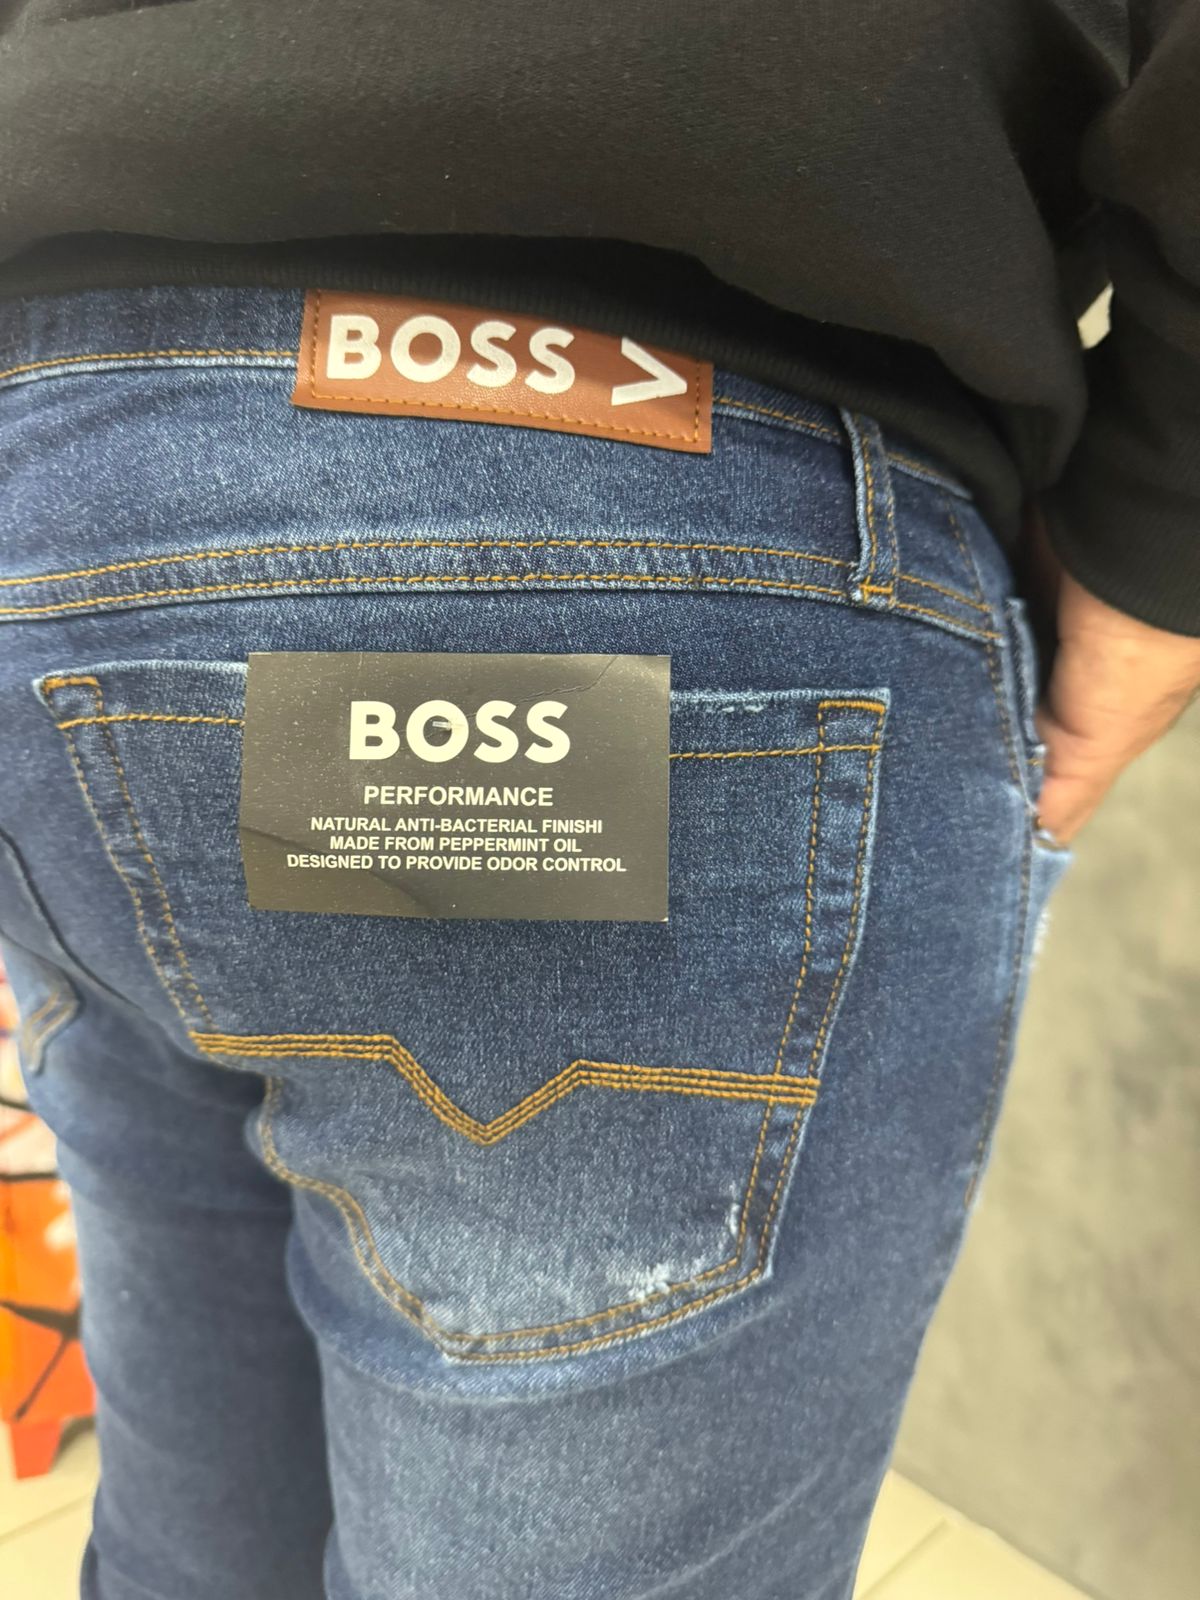 BOSS >
BOSS
PERFORMANCE
NATURAL ANTI-BACTERIAL FINISHI
MADE FROM PEPPERMINT OIL
DESIGNED TO PROVIDE ODOR CONTROL